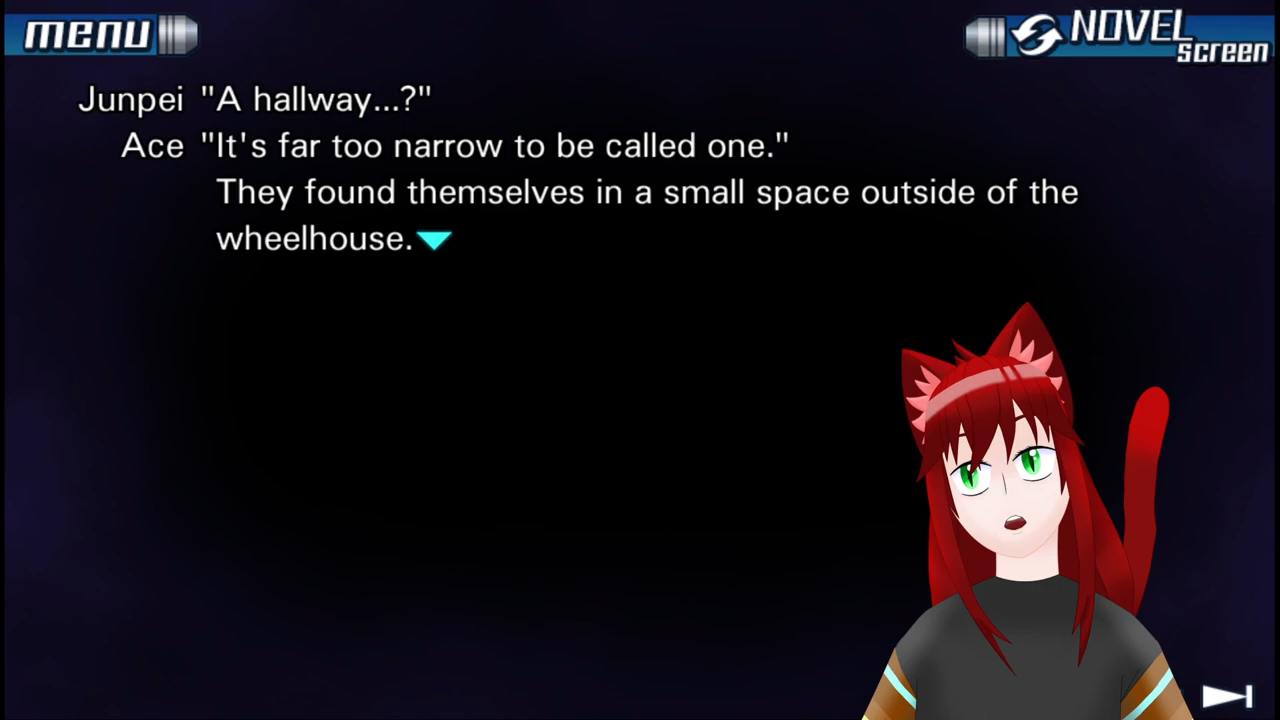 menu
NOVEL
screen
Junpei "A hallway...?"
Ace "It's far too narrow to be called one."
They found themselves in a small space outside of the
wheelhouse.